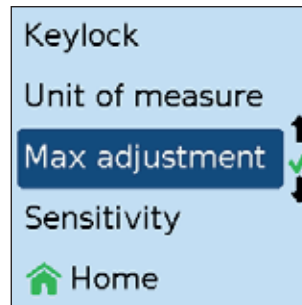 Keylock
Unit of measure
Max adjustment
Sensitivity
Home